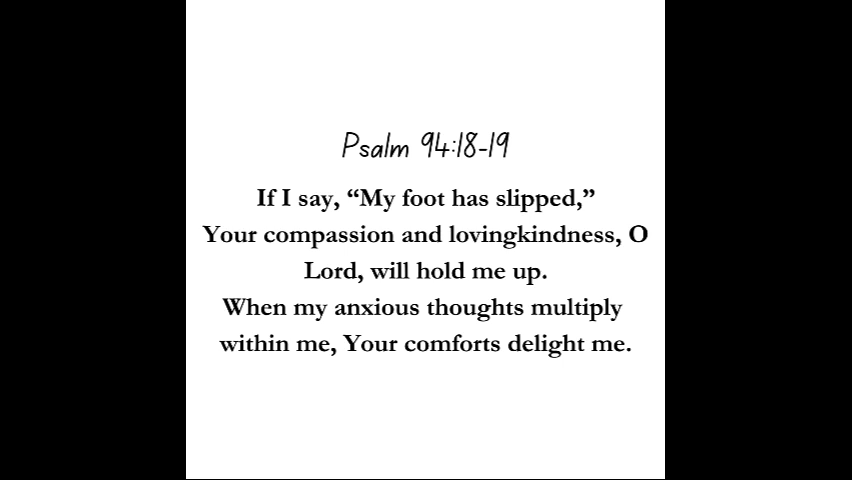 Psalm 94:18-19
If I say, “My foot has slipped,”
Your compassion and lovingkindness, O
Lord, will hold me up.
When my anxious thoughts multiply
within me, Your comforts delight me.